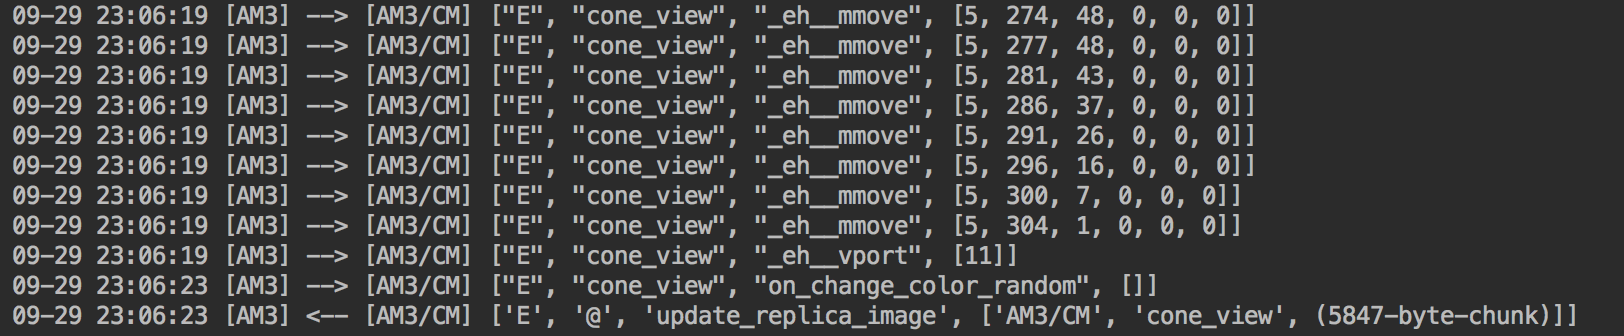 09-29 23:06:19 [AM3] --> [AM3/CM] ["E", "cone_view", "_eh__mmove", [5, 274, 48, 0, 0, 0]]
09-29 23:06:19 [AM3] --> [AM3/CM] ["E", "cone_view", "_eh__mmove", [5, 277, 48, 0, 0, 0]]
09-29 23:06:19 [AM3] --> [AM3/CM] ["E", "cone_view", "_eh__mmove", [5, 281, 43, 0, 0, 0]]
09-29 23:06:19 [AM3] --> [AM3/CM] ["E", "cone_view", "_eh__mmove", [5, 286, 37, 0, 0, 0]]
09-29 23:06:19 [AM3] --> [AM3/CM] ["E", "cone_view", "_eh__mmove", [5, 291, 26, 0, 0, 0]]
09-29 23:06:19 [AM3] --> [AM3/CM] ["E", "cone_view", "_eh__mmove", [5, 296, 16, 0, 0, 0]]
09-29 23:06:19 [AM3] --> [AM3/CM] ["E", "cone_view", "_eh__mmove", [5, 300, 7, 0, 0, 0]]
09-29 23:06:19 [AM3] --> [AM3/CM] ["E", "cone_view", "_eh__mmove", [5, 304, 1, 0, 0, 0]]
09-29 23:06:19 [AM3] --> [AM3/CM] ["E", "cone_view", "_eh__vport", [11]]
09-29 23:06:23 [AM3] --> [AM3/CM] ["E", "cone_view", "on_change_color_random", []]
09-29 23:06:23 [AM3] <-- [AM3/CM] ['E', '@', 'update_replica_image', ['AM3/CM', 'cone_view', (5847-byte-chunk)]]